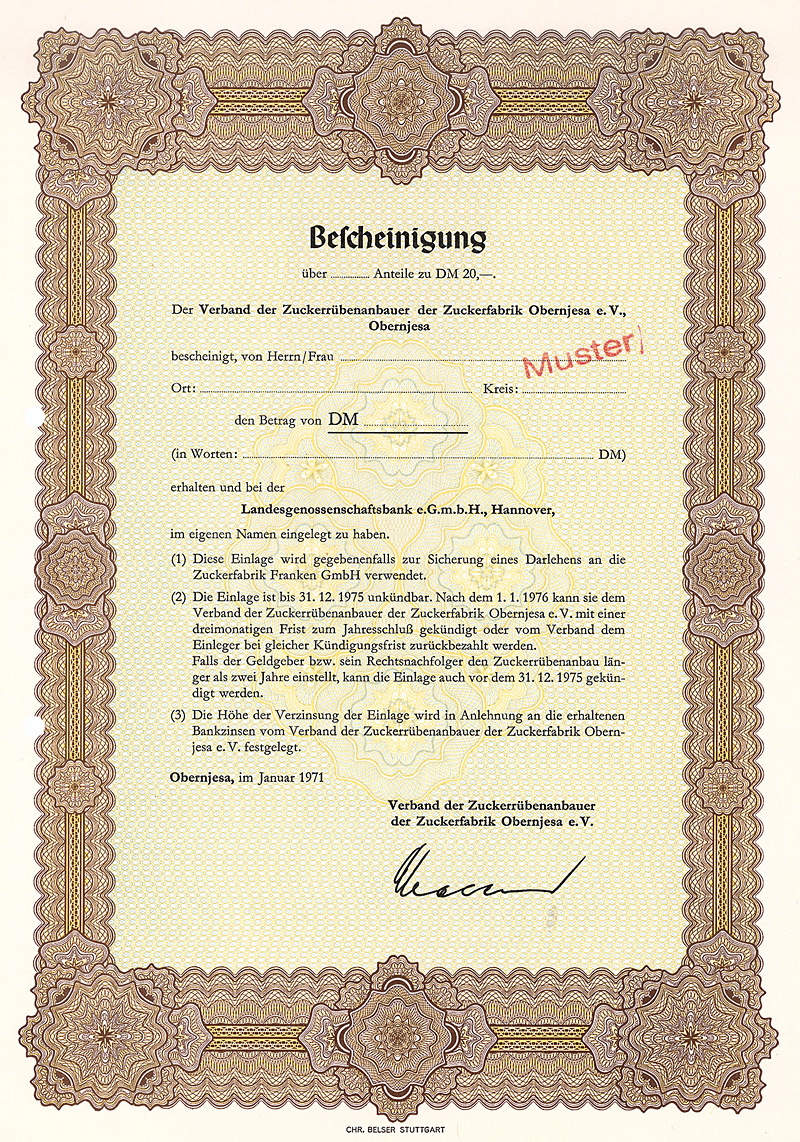 Bescheinigung
über ............ Anteile zu DM 20,—.
Der Verband der Zuckerrübenanbauer der Zuckerfabrik Obernjesa e. V.,
Obernjesa
bescheinigt, von Herrn/Frau
Muster
Ort: Kreis:
den Betrag von DM
(in Worten: DM)
erhalten und bei der
Landesgenossenschaftsbank e.G.m.b.H., Hannover,
im eigenen Namen eingelegt zu haben.
(1) Diese Einlage wird gegebenenfalls zur Sicherung eines Darlehens an die
Zuckerfabrik Franken GmbH verwendet.
(2) Die Einlage ist bis 31. 12. 1975 unkündbar. Nach dem 1. 1. 1976 kann sie dem
Verband der Zuckerrübenanbauer der Zuckerfabrik Obernjesa e. V. mit einer
dreimonatigen Frist zum Jahresschluß gekündigt oder vom Verband dem
Einleger bei gleicher Kündigungsfrist zurückbezahlt werden.
Falls der Geldgeber bzw. sein Rechtsnachfolger den Zuckerrübenanbau län-
ger als zwei Jahre einstellt, kann die Einlage auch vor dem 31. 12. 1975 gekün-
digt werden.
(3) Die Höhe der Verzinsung der Einlage wird in Anlehnung an die erhaltenen
Bankzinsen vom Verband der Zuckerrübenanbauer der Zuckerfabrik Obern-
jesa e. V. festgelegt.
Obernjesa, im Januar 1971
Verband der Zuckerrübenanbauer
der Zuckerfabrik Obernjesa e. V.
CHR. BELSER STUTTGART